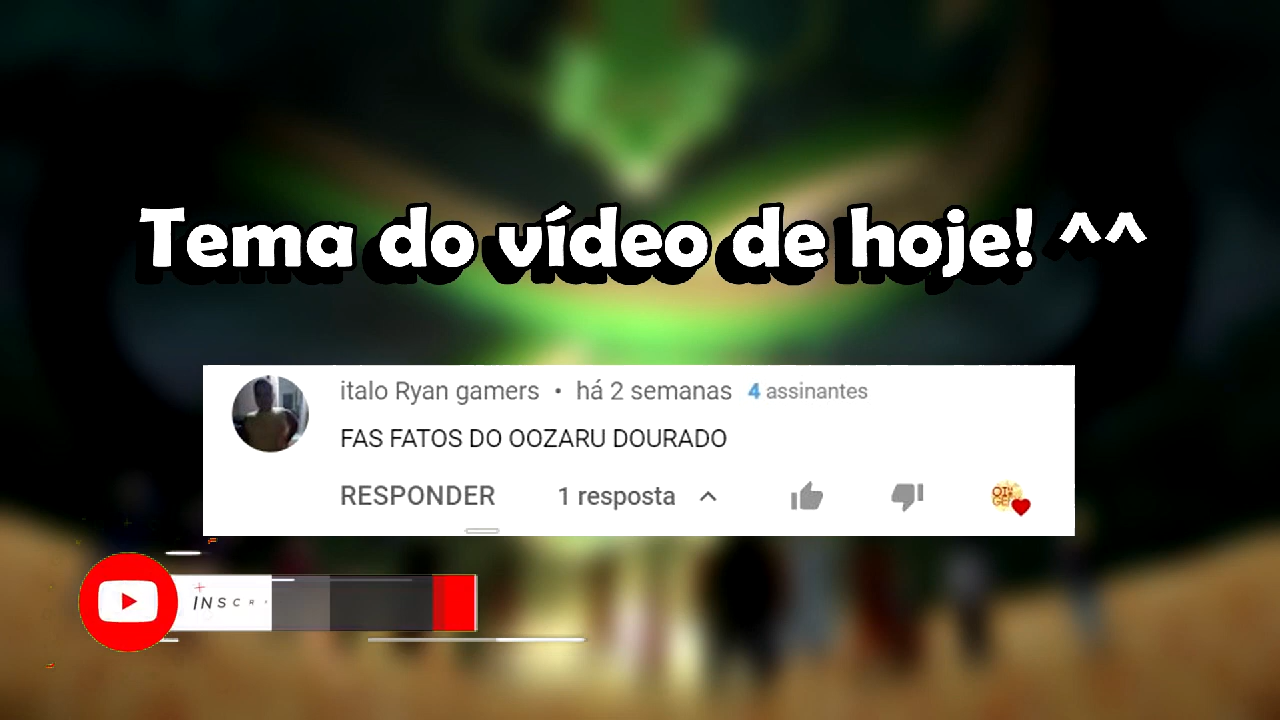 Tema do vídeo de hoje! ^^
italo Ryan gamers • há 2 semanas 4 assinantes
FAS FATOS DO OOZARU DOURADO
RESPONDER 1 resposta
INSCR